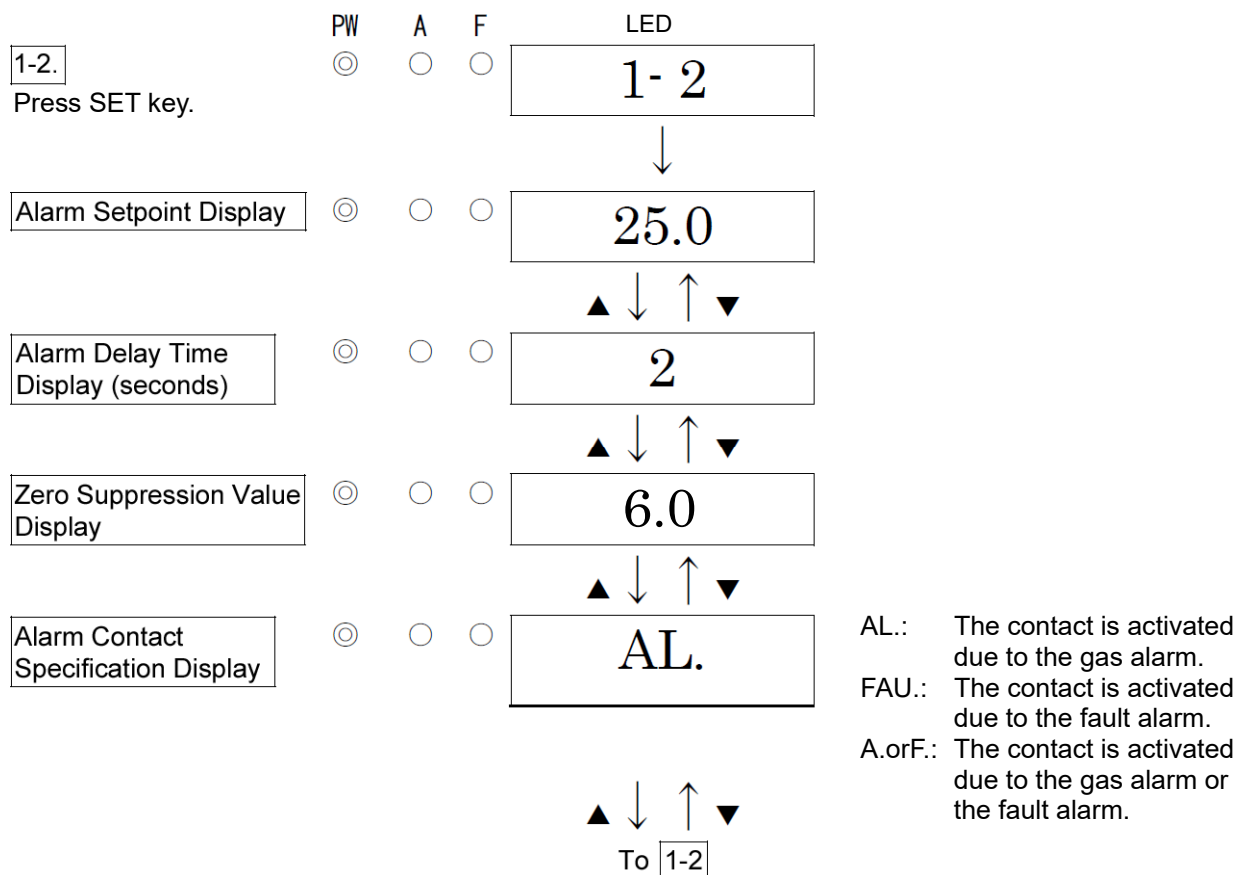 PW A F LED
1-2.
◎ ○ ○ 1- 2
Press SET key.
↓
Alarm Setpoint Display ◎ ○ ○ 25.0
▲ ↓ ↑ ▼
Alarm Delay Time
Display (seconds)
◎ ○ ○ 2
▲ ↓ ↑ ▼
Zero Suppression Value
Display
◎ ○ ○ 6.0
▲ ↓ ↑ ▼
Alarm Contact
Specification Display
◎ ○ ○ AL.
AL.: The contact is activated
due to the gas alarm.
FAU.: The contact is activated
due to the fault alarm.
A.orF.: The contact is activated
due to the gas alarm or
the fault alarm.
▲ ↓ ↑ ▼
To 1-2